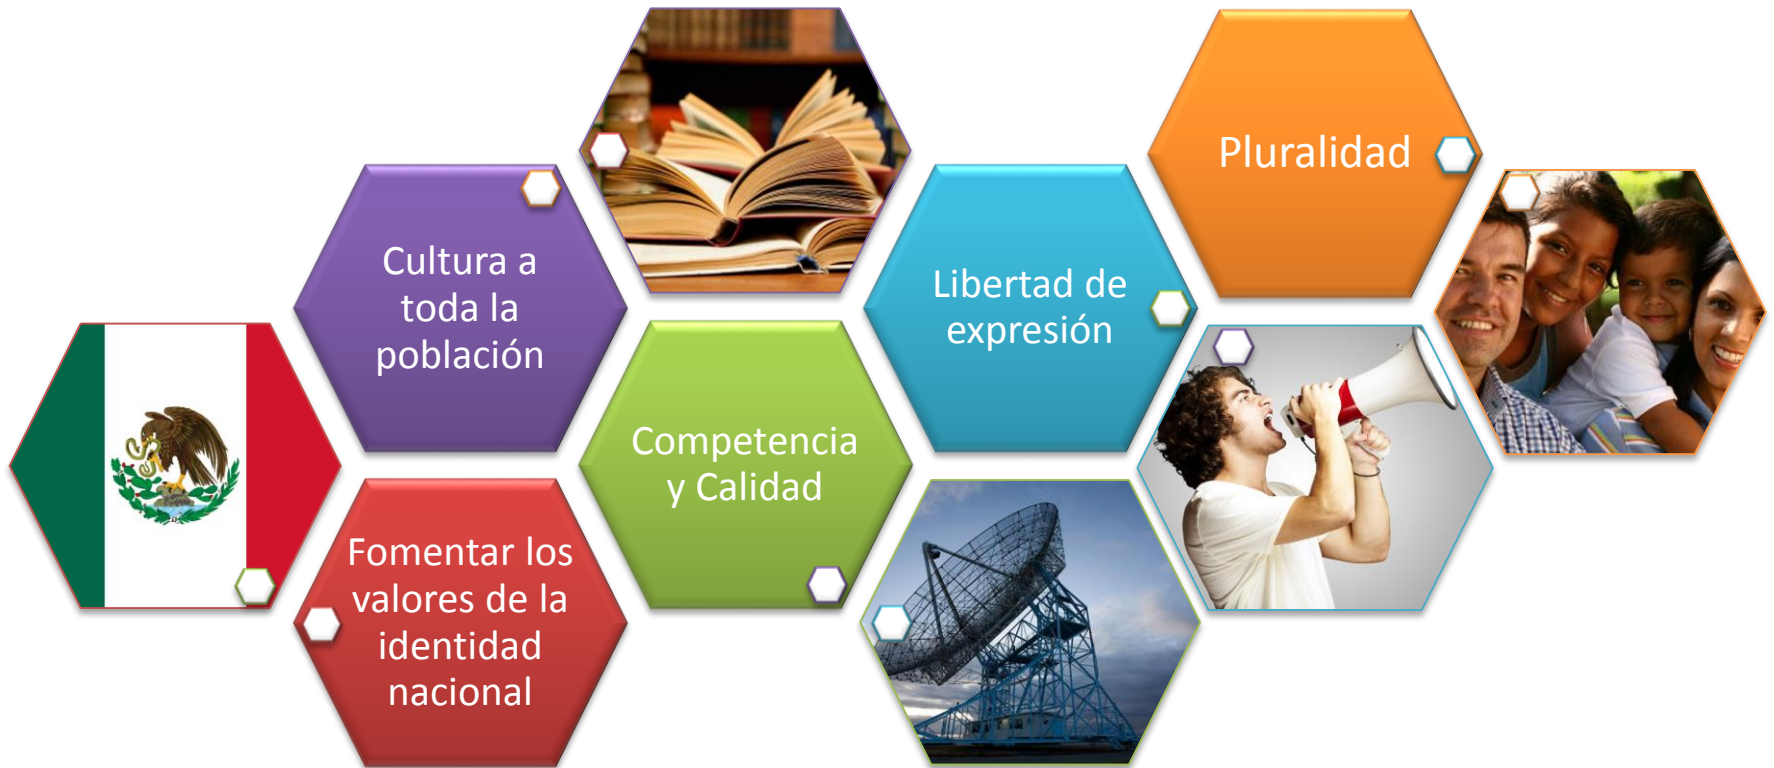 Pluralidad
Cultura a
toda la
población
Libertad de
expresión
Competencia
y Calidad
Fomentar los
valores de la
identidad
nacional